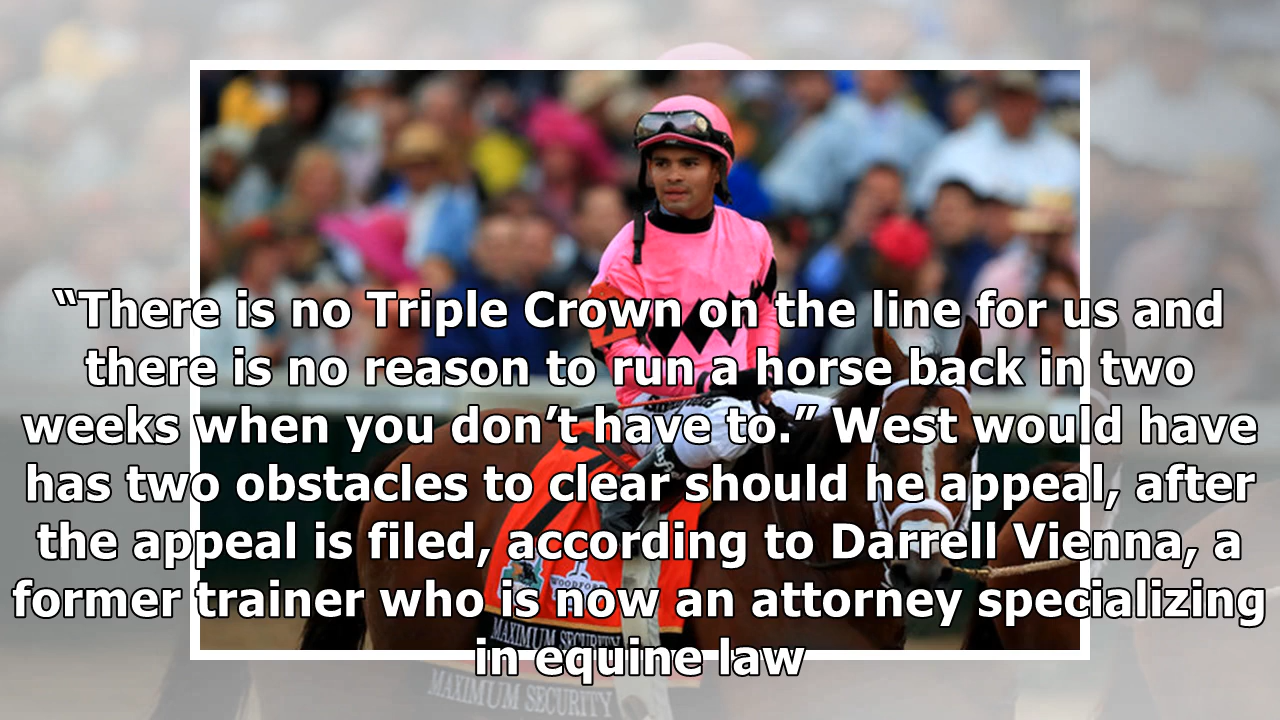 “There is no Triple Crown on the line for us and
there is no reason to run a horse back in two
weeks when you don’t have to.” West would have
has two obstacles to clear should he appeal, after
the appeal is filed, according to Darrell Vienna, a
former trainer who is now an attorney specializing
in equine law
WOODFORD
MAXIMUM SECURITY
MAXIMUM SECURITY